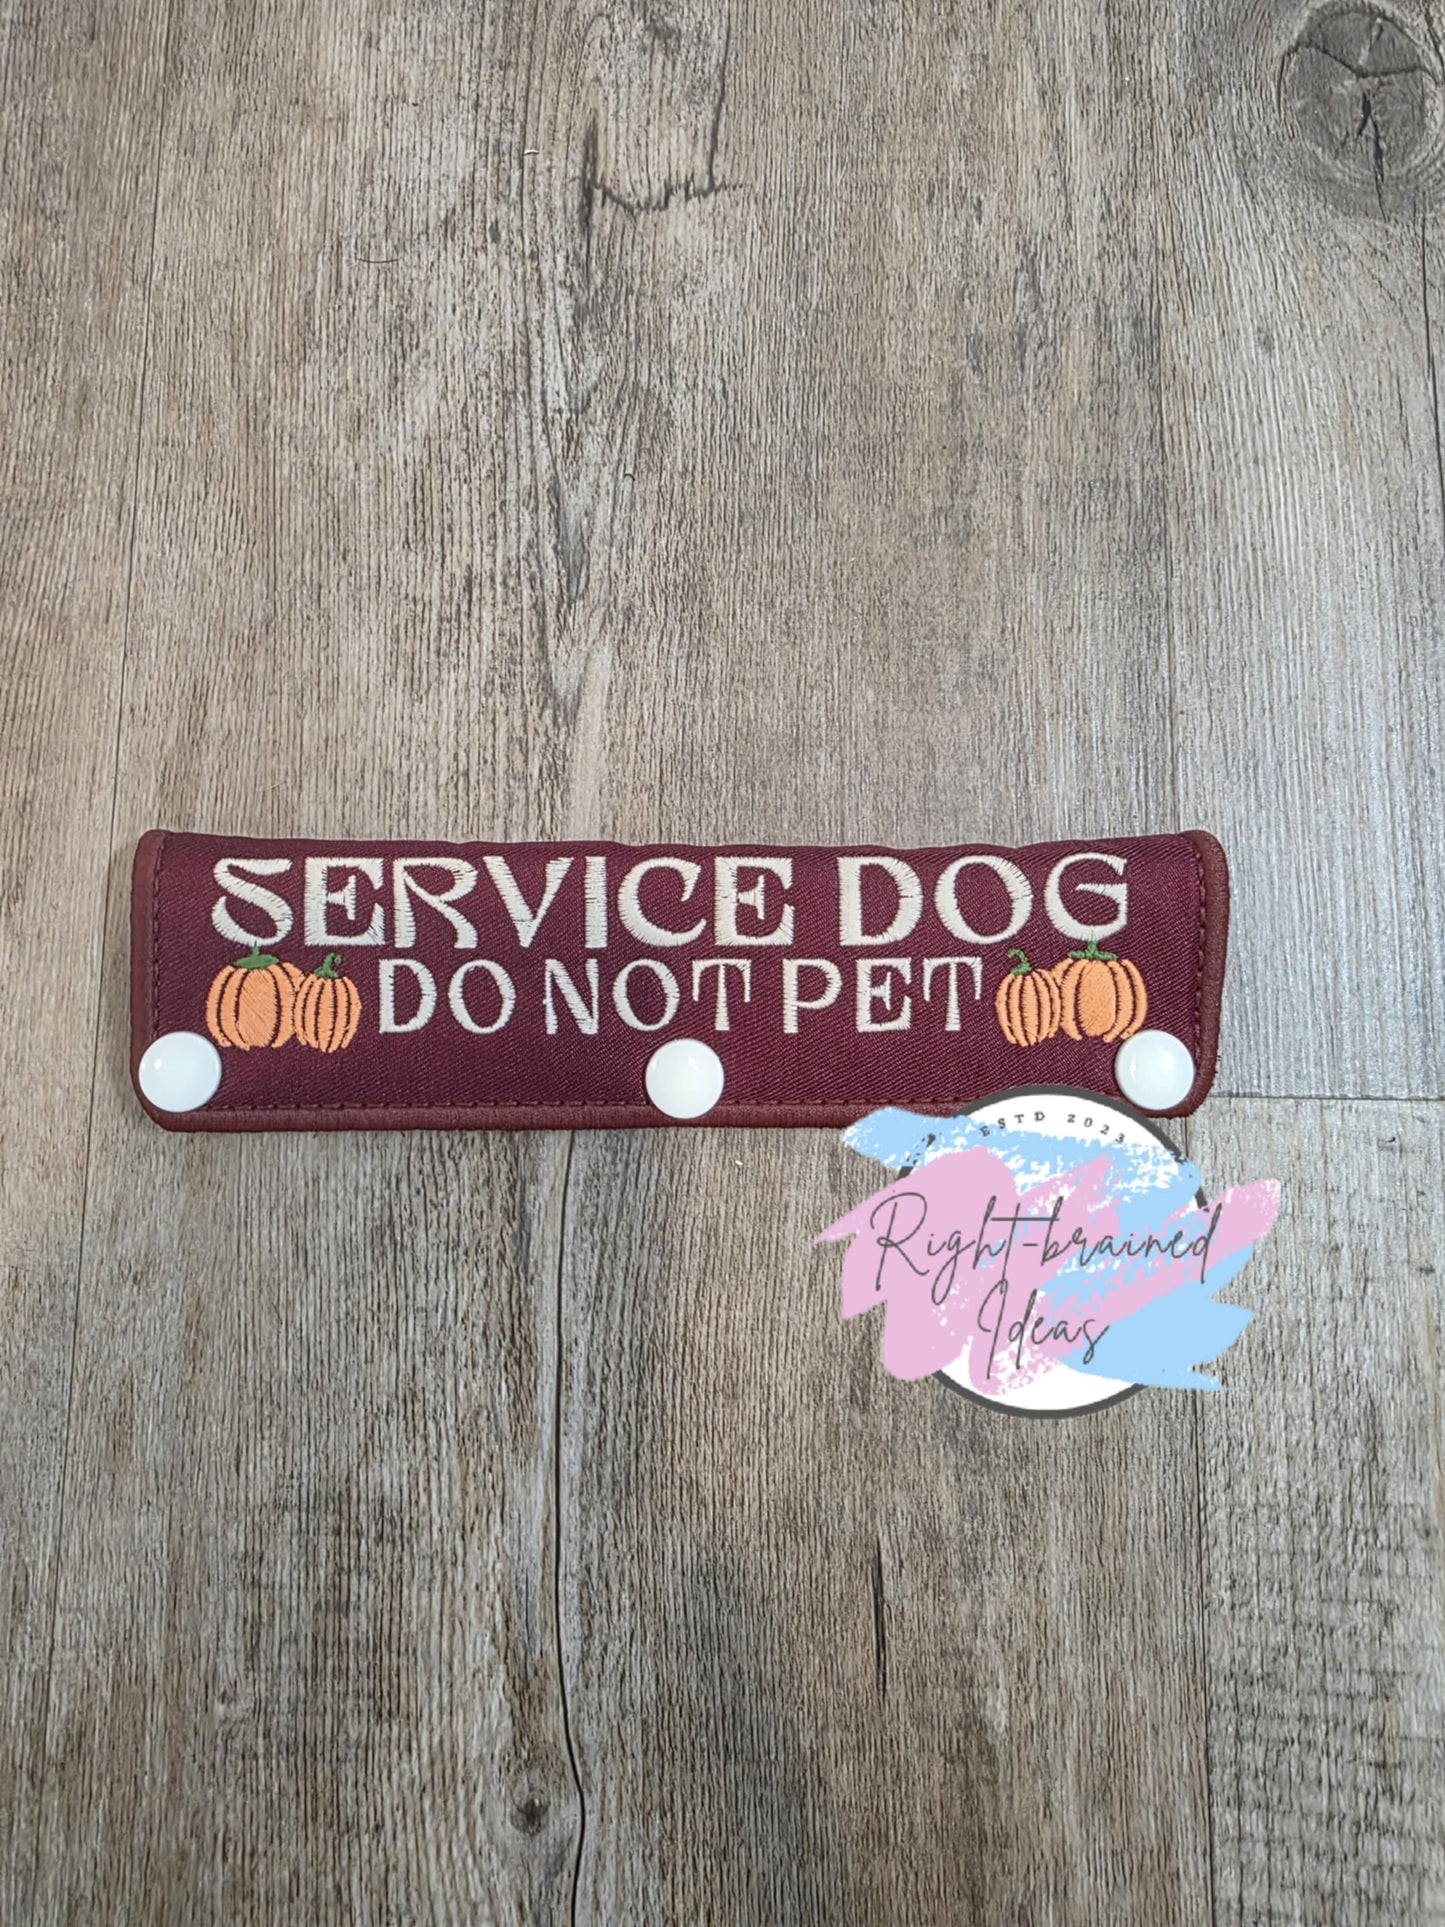 SERVICE DOG
DO NOT PET
ESTD 2023
Right-brained
Ideas